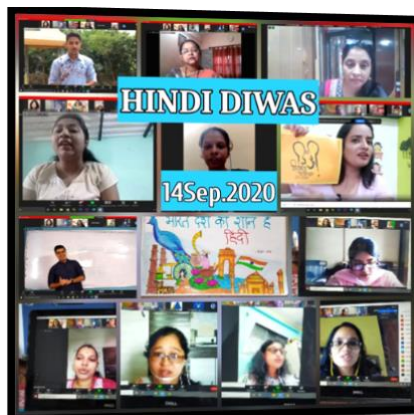 HINDI DIWAS
14Sep.2020
भारत देश की शान है
हिंदी